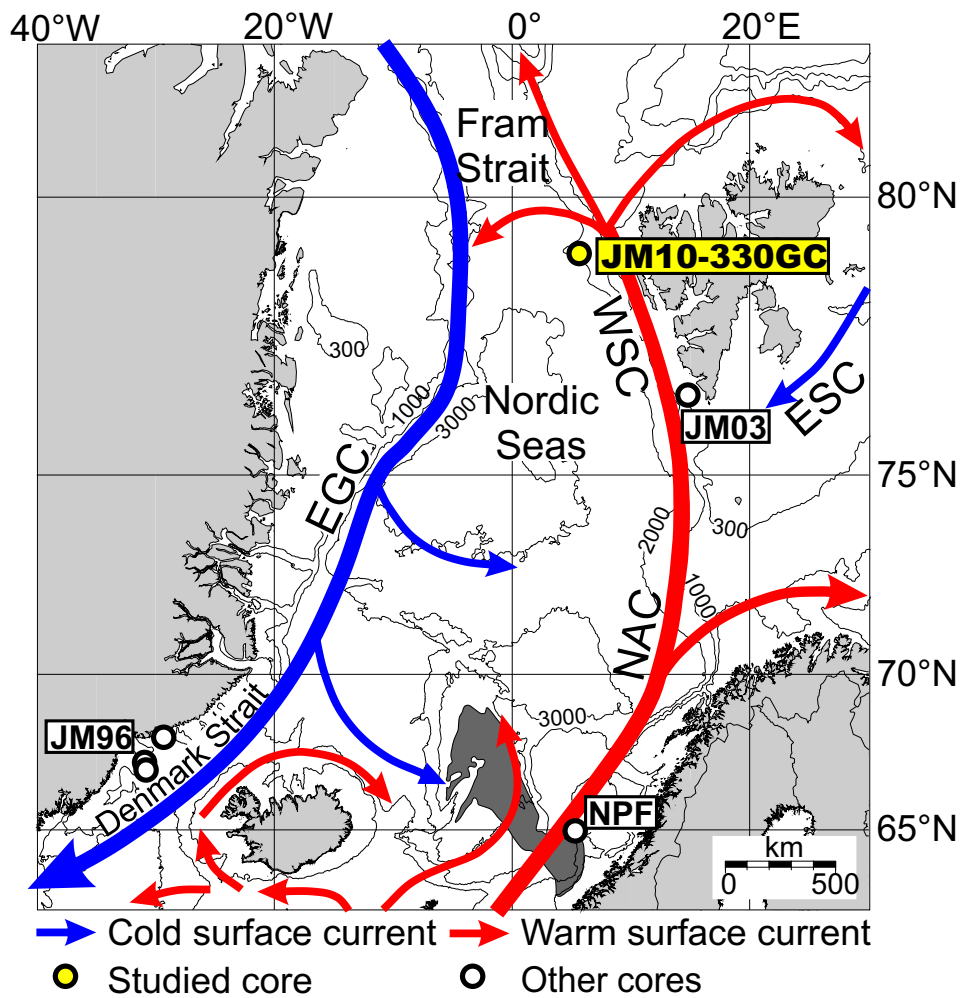 40°W 20°W 0° 20°E
Fram
Strait
80°N
JM10-330GC
WSC
300
1000
3000
Nordic
Seas
ESC
JM03
EGC
75°N
2000
300
NAC
1000
70°N
3000
JM96
Denmark Strait
NPF
65°N
km
0 500
Cold surface current Warm surface current
Studied core Other cores